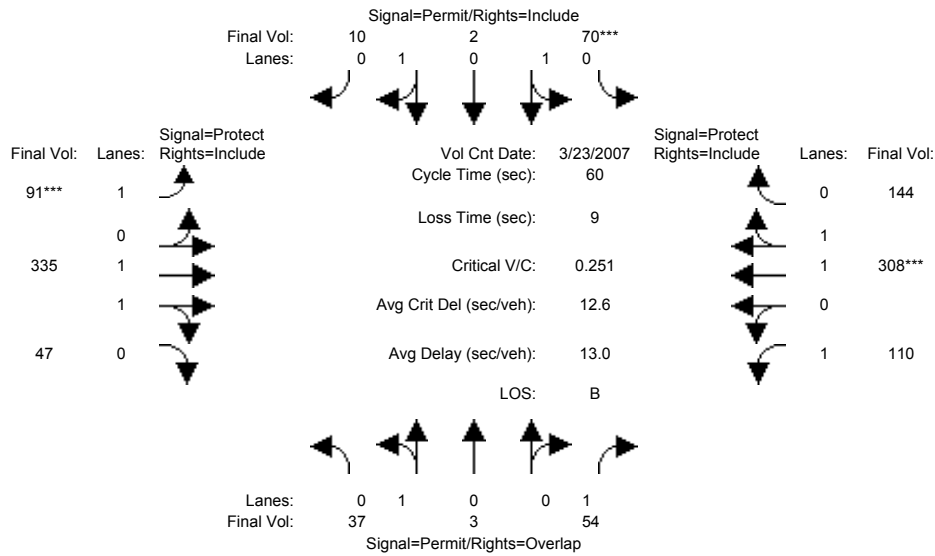 Signal=Permit/Rights=Include
Final Vol: 10 2 70***
Lanes: 0 1 0 1 0
Signal=Protect
Final Vol: Lanes: Rights=Include
Vol Cnt Date: 3/23/2007
Signal=Protect
Rights=Include Lanes: Final Vol:
Cycle Time (sec): 60
91*** 1
0 144
Loss Time (sec): 9
0
1
335 1
Critical V/C: 0.251
1 308***
1
Avg Crit Del (sec/veh): 12.6
0
47 0
Avg Delay (sec/veh): 13.0
1 110
LOS: B
Lanes: 0 1 0 0 1
Final Vol: 37 3 54
Signal=Permit/Rights=Overlap